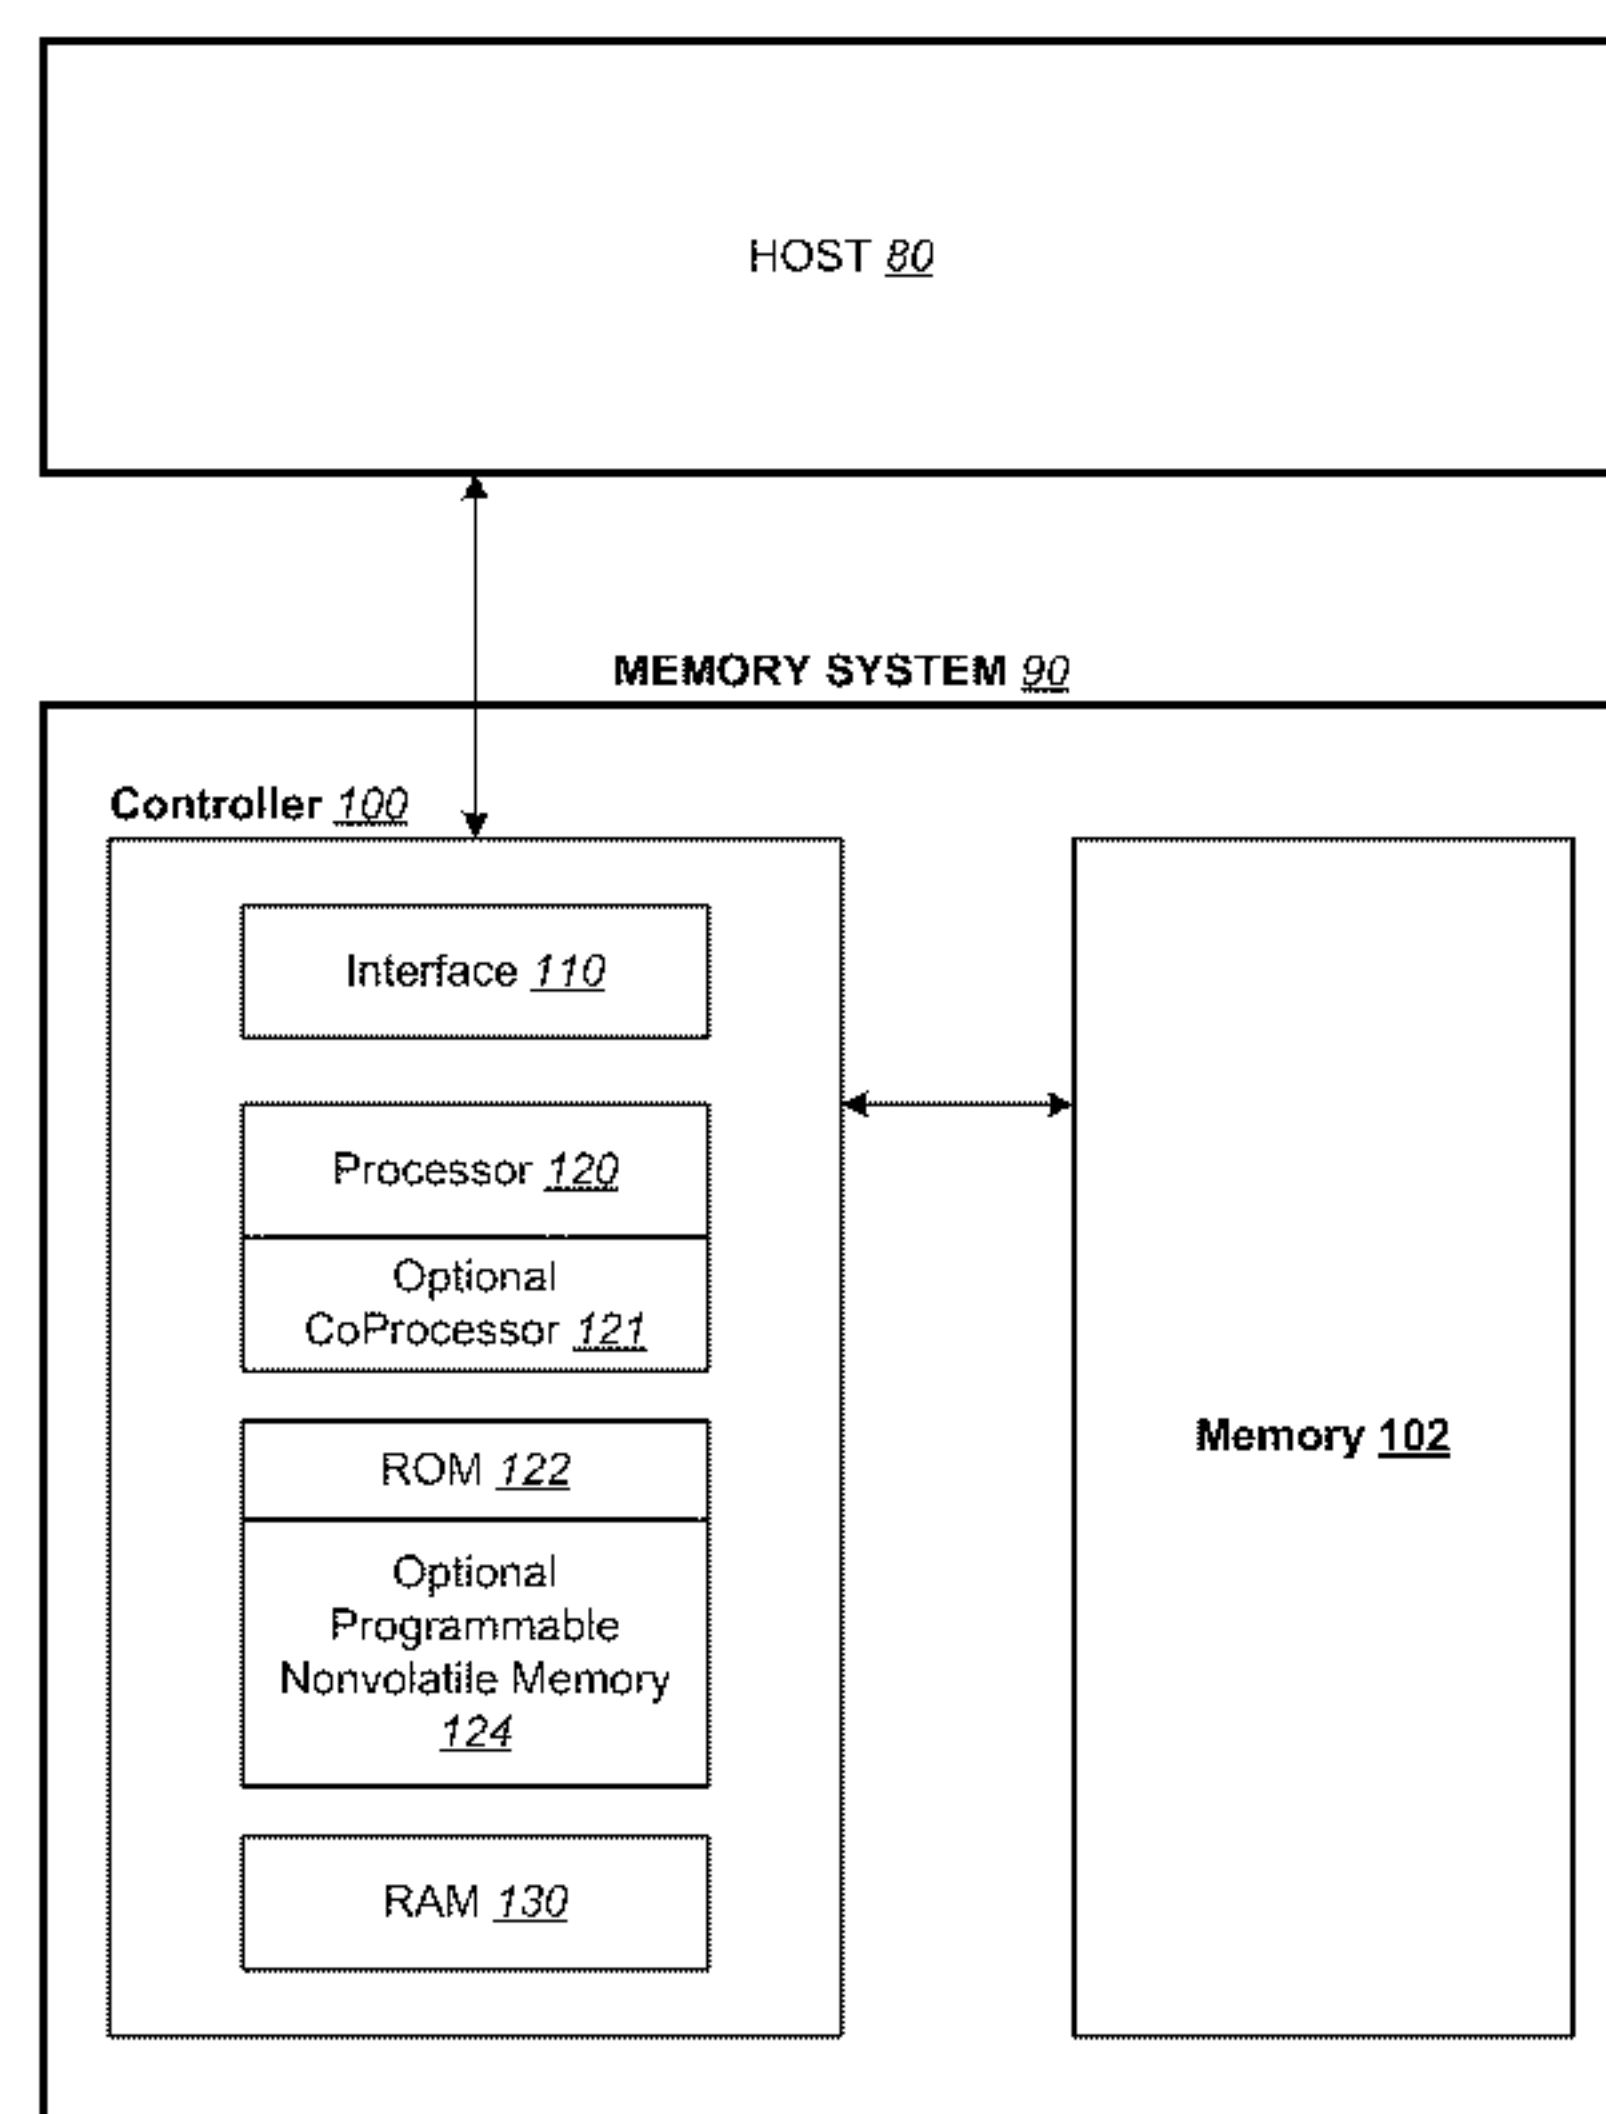 HOST 80
MEMORY SYSTEM 90
Controller 100
Interface 110
Processor 120
Optional
CoProcessor 121
ROM 122
Optional
Programmable
Nonvolatile Memory
124
RAM 130
Memory 102